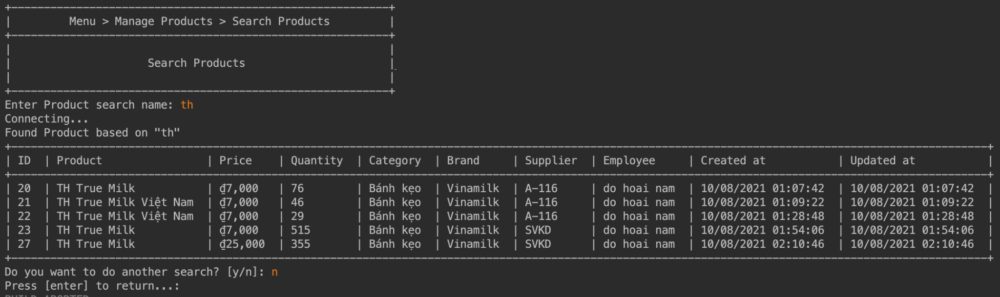 Menu > Manage Products > Search Products
Search Products
Enter Product search name: th
Connecting...
Found Product based on "th"
| ID | Product | Price | Quantity | Category | Brand | Supplier | Employee | Created at | Updated at |
| 20 | TH True Milk | ₫7,000 | 76 | Bánh kẹo | Vinamilk | A-116 | do hoai nam | 10/08/2021 01:07:42 | 10/08/2021 01:07:42 |
| 21 | TH True Milk Việt Nam | ₫7,000 | 46 | Bánh kẹo | Vinamilk | A-116 | do hoai nam | 10/08/2021 01:09:22 | 10/08/2021 01:09:22 |
| 22 | TH True Milk Việt Nam | ₫7,000 | 29 | Bánh kẹo | Vinamilk | A-116 | do hoai nam | 10/08/2021 01:28:48 | 10/08/2021 01:28:48 |
| 23 | TH True Milk | ₫7,000 | 515 | Bánh kẹo | Vinamilk | SVKD | do hoai nam | 10/08/2021 01:54:06 | 10/08/2021 01:54:06 |
| 27 | TH True Milk | ₫25,000 | 355 | Bánh kẹo | Vinamilk | SVKD | do hoai nam | 10/08/2021 02:10:46 | 10/08/2021 02:10:46 |
Do you want to do another search? [y/n]: n
Press [enter] to return...: